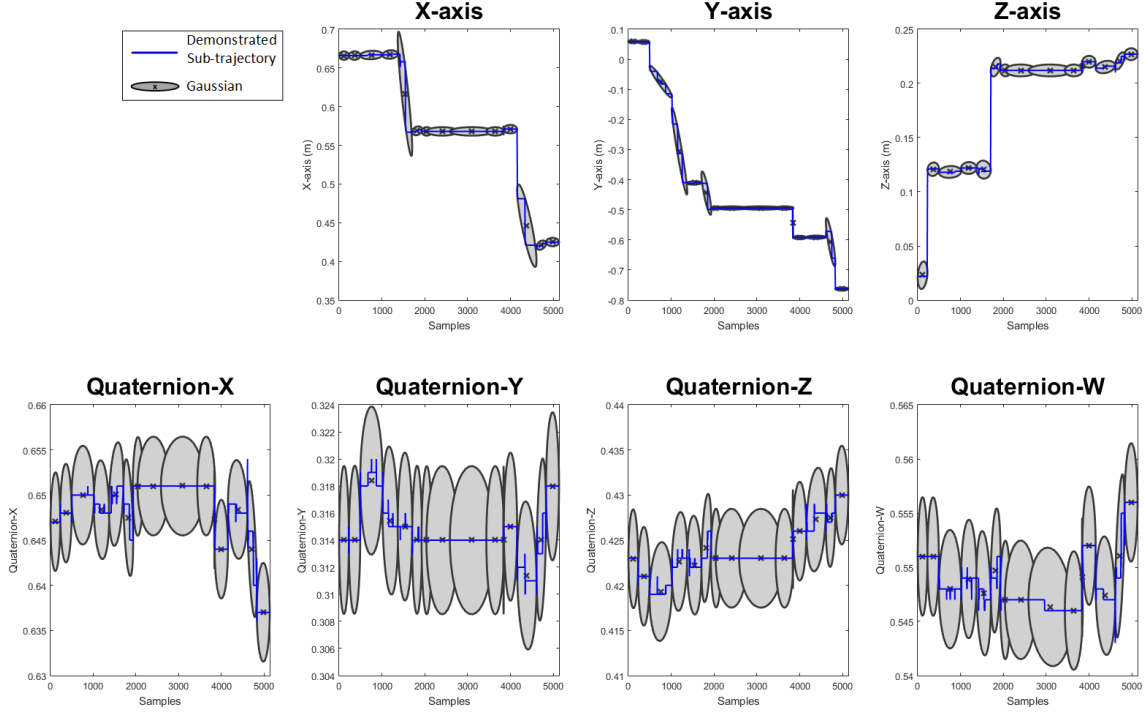 X-axis
Y-axis
Z-axis
Demonstrated
Sub-trajectory
Gaussian
X-axis (m)
0.7
0.65
0.6
0.55
0.5
0.45
0.4
0.35
0 1000 2000 3000 4000 5000
Samples
Y-axis (m)
0.1
0
-0.1
-0.2
-0.3
-0.4
-0.5
-0.6
-0.7
-0.8
0 1000 2000 3000 4000 5000
Samples
Z-axis (m)
0.25
0.2
0.15
0.1
0.05
0
0 1000 2000 3000 4000 5000
Samples
Quaternion-X
Quaternion-X
0.66
0.655
0.65
0.645
0.64
0.635
0.63
0 1000 2000 3000 4000 5000
Samples
Quaternion-Y
Quaternion-Y
0.324
0.322
0.32
0.318
0.316
0.314
0.312
0.31
0.308
0.306
0.304
0 1000 2000 3000 4000 5000
Samples
Quaternion-Z
Quaternion-Z
0.44
0.435
0.43
0.425
0.42
0.415
0.41
0 1000 2000 3000 4000 5000
Samples
Quaternion-W
Quaternion-W
0.565
0.56
0.555
0.55
0.545
0.54
0 1000 2000 3000 4000 5000
Samples